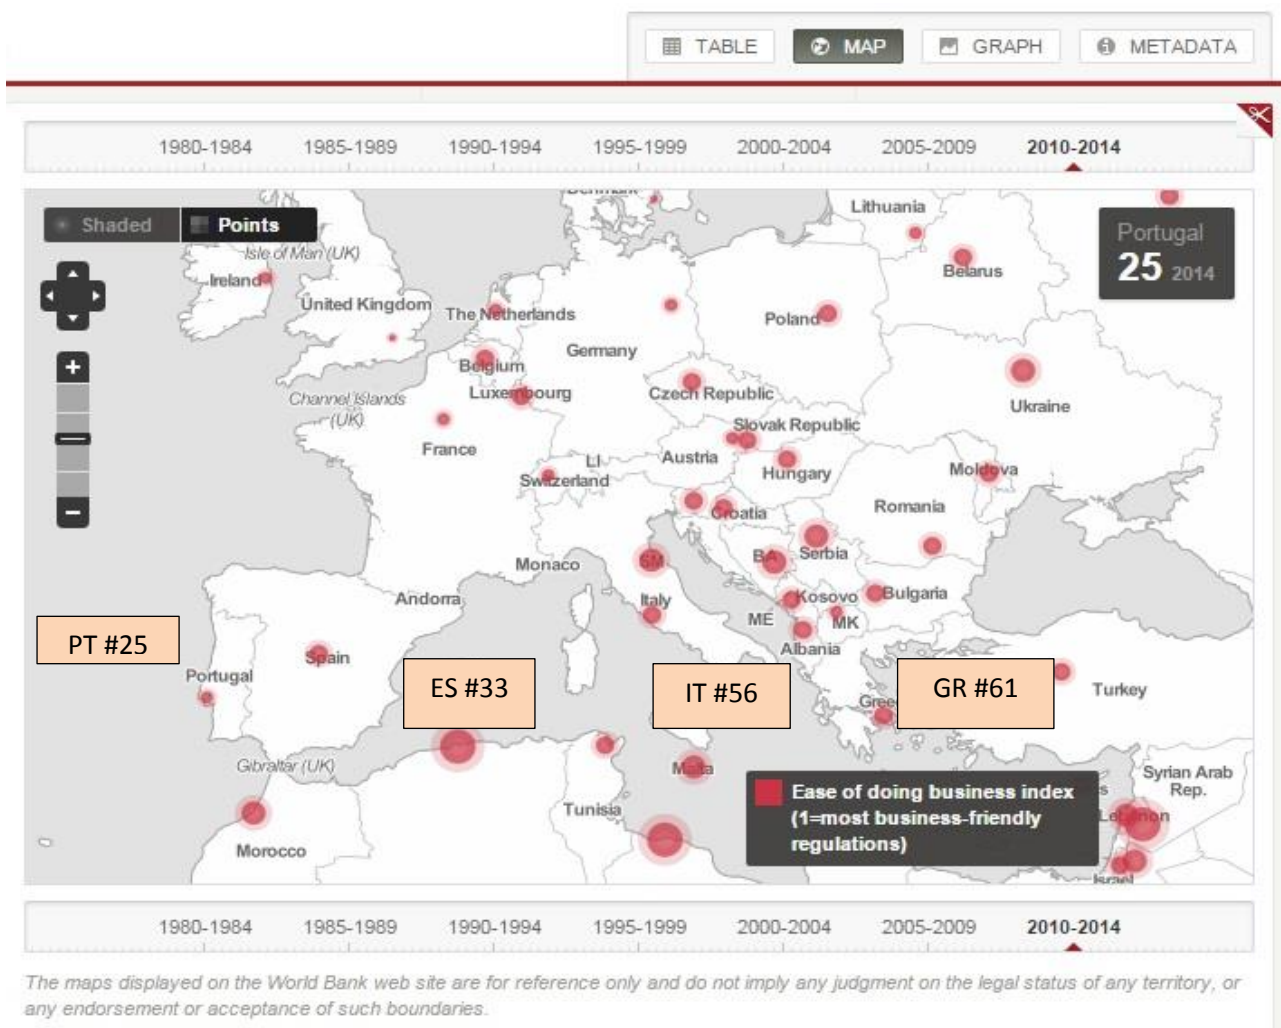 TABLE
MAP
GRAPH
METADATA
1980-1984 1985-1989 1990-1994 1995-1999 2000-2004 2005-2009 2010-2014
Shaded
Points
Denmark
Lithuania
Portugal
25 2014
Isle of Man (UK)
Ireland
Belarus
United Kingdom
The Netherlands
Poland
Germany
Belgium
Luxembourg
Czech Republic
Channel Islands
(UK)
Ukraine
Slovak Republic
France
LI
Austria
Switzerland
Hungary
Moldova
Croatia
Romania
Monaco
SM
BA
Serbia
Andorra
Italy
Kosovo
Bulgaria
ME
MK
PT #25
Albania
Spain
Portugal
ES #33
IT #56
GR #61
Turkey
Gree
Gibraltar (UK)
Malta
Syrian Arab
Rep.
Ease of doing business index
(1=most business-friendly
regulations)
Tunisia
Lebanon
Morocco
Israel
1980-1984 1985-1989 1990-1994 1995-1999 2000-2004 2005-2009 2010-2014
The maps displayed on the World Bank web site are for reference only and do not imply any judgment on the legal status of any territory, or
any endorsement or acceptance of such boundaries.